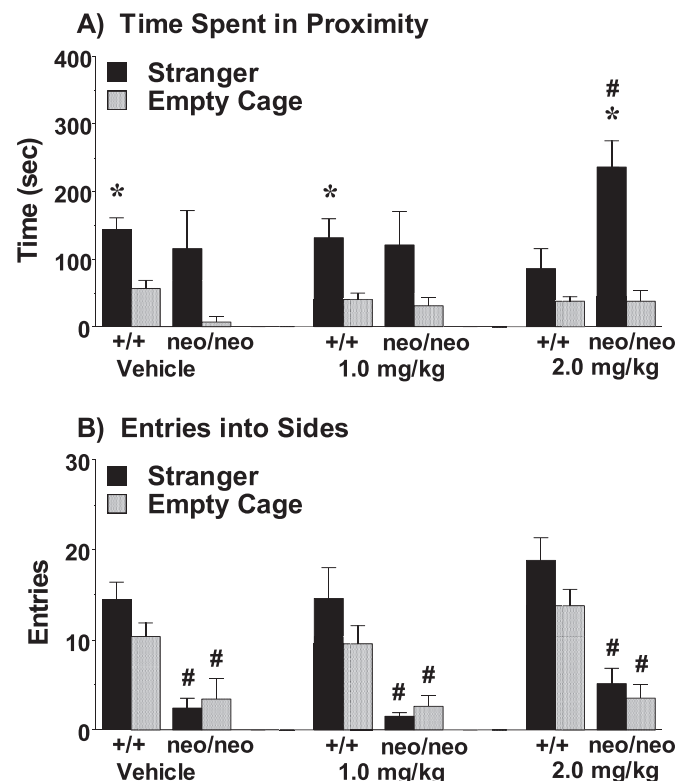 A) Time Spent in Proximity
400
300
200
100
0
Time (sec)
Stranger
Empty Cage
*
*
#
*
+/+ neo/neo +/+ neo/neo +/+ neo/neo
Vehicle 1.0 mg/kg 2.0 mg/kg
B) Entries into Sides
30
20
10
0
Entries
Stranger
Empty Cage
# #
# #
# #
+/+ neo/neo +/+ neo/neo +/+ neo/neo
Vehicle 1.0 mg/kg 2.0 mg/kg